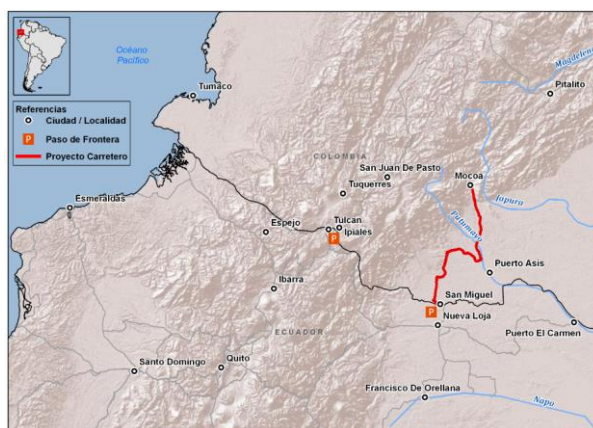 Océano
Pacífico
Tumaco
Magdalena
Pitalito
Referencias
Ciudad / Localidad
P Paso de Frontera
Proyecto Carretero
COLOMBIA
San Juan De Pasto
Mocoa
Tuquerres
Iapuro
Esmeraldas
Putumayo
Espejo
Tulcan
Ipiales
P
Puerto Asis
Ibarra
San Miguel
P
Nueva Loja
Puerto El Carmen
ECUADOR
Santo Domingo
Quito
Francisco De Orellana
Napo